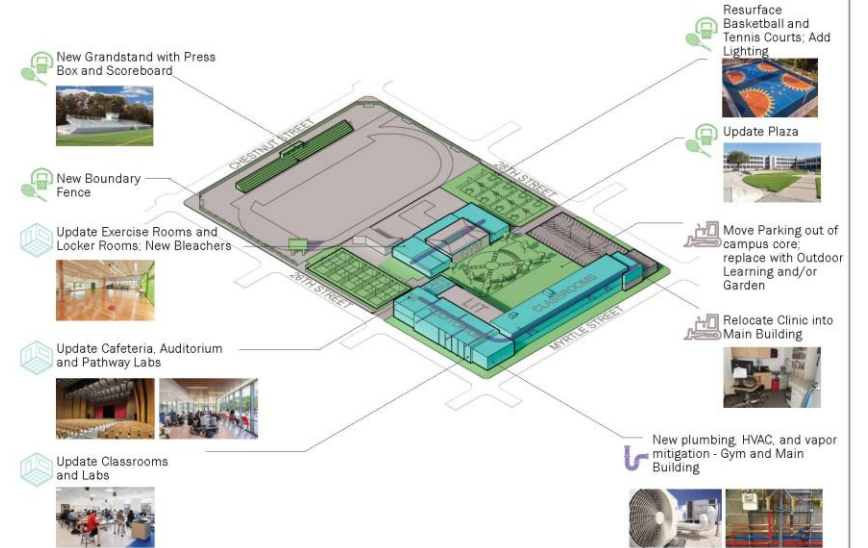 Resurface
Basketball and
Tennis Courts; Add
Lighting
New Grandstand with Press
Box and Scoreboard
CHESTNUT STREET
Update Plaza
28TH STREET
New Boundary
Fence
Update Exercise Rooms and
Locker Rooms; New Bleachers
Move Parking out of
campus core;
replace with Outdoor
Learning and/or
Garden
26TH STREET
CLASSROOMS
LIT
MYRTLE STREET
Relocate Clinic into
Main Building
Update Cafeteria, Auditorium
and Pathway Labs
New plumbing, HVAC, and vapor
mitigation - Gym and Main
Building
Update Classrooms
and Labs